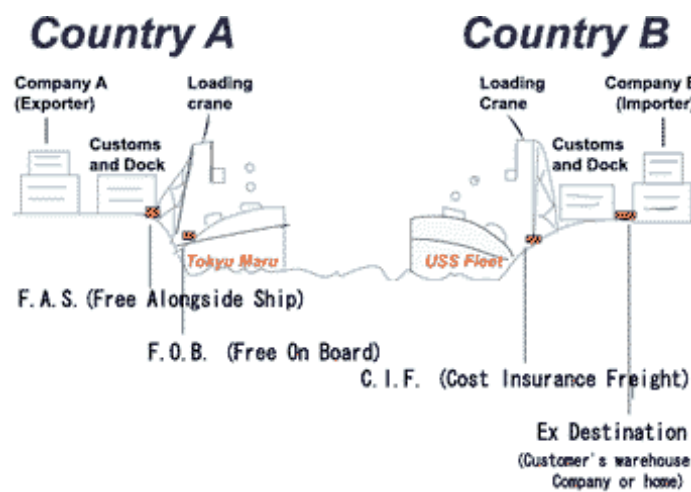 Country A
Country B
Company A
(Exporter)
Loading
crane
Customs
and Dock
Loading
Crane
Company B
(Importer)
Customs
and Dock
Tokyu Maru
USS Fleet
F.A.S.(Free Alongside Ship)
F.O.B. (Free On Board)
C.I.F. (Cost Insurance Freight)
Ex Destination
(Customer's warehouse
Company or home)